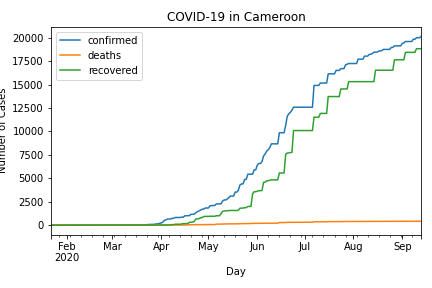 COVID-19 in Cameroon
confirmed
deaths
recovered
20000
17500
15000
12500
10000
7500
5000
2500
0
Number of Cases
Feb Mar Apr May Jun Jul Aug Sep
2020
Day